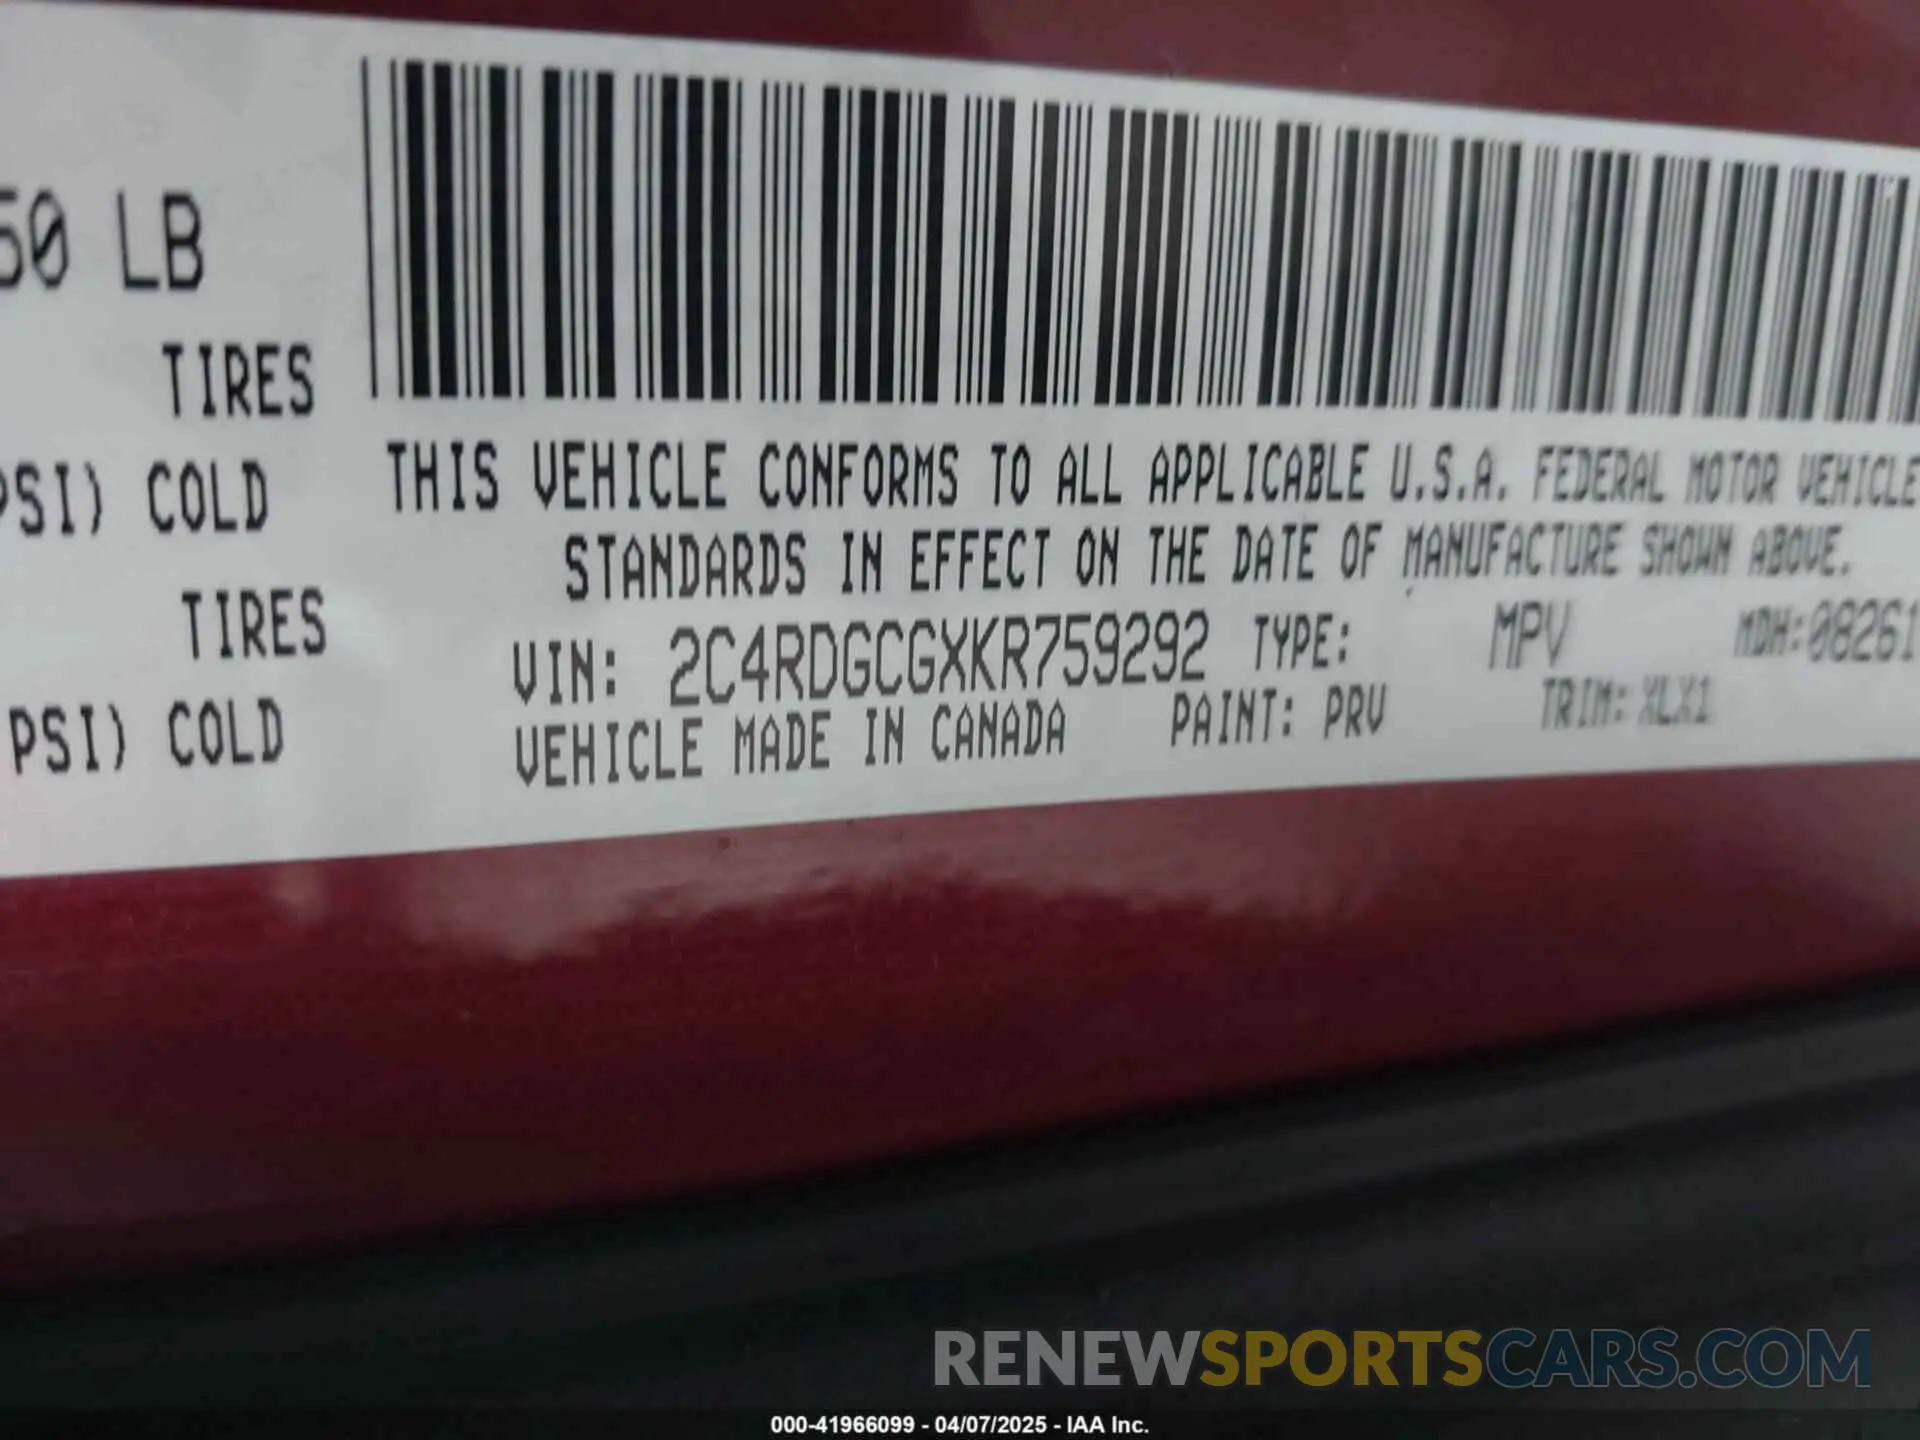 50 LB
TIRES
PSI) COLD
TIRES
PSI) COLD
THIS VEHICLE CONFORMS TO ALL APPLICABLE U.S.A. FEDERAL MOTOR VEHICLE
STANDARDS IN EFFECT ON THE DATE OF MANUFACTURE SHOWN ABOVE.
VIN: 2C4RDGCGXKR759292 TYPE: MPV MDH:08261
VEHICLE MADE IN CANADA PAINT: PRV TRIM: XLX1
RENEWSPORTSCARS.COM
000-41966099 - 04/07/2025 - IAA Inc.